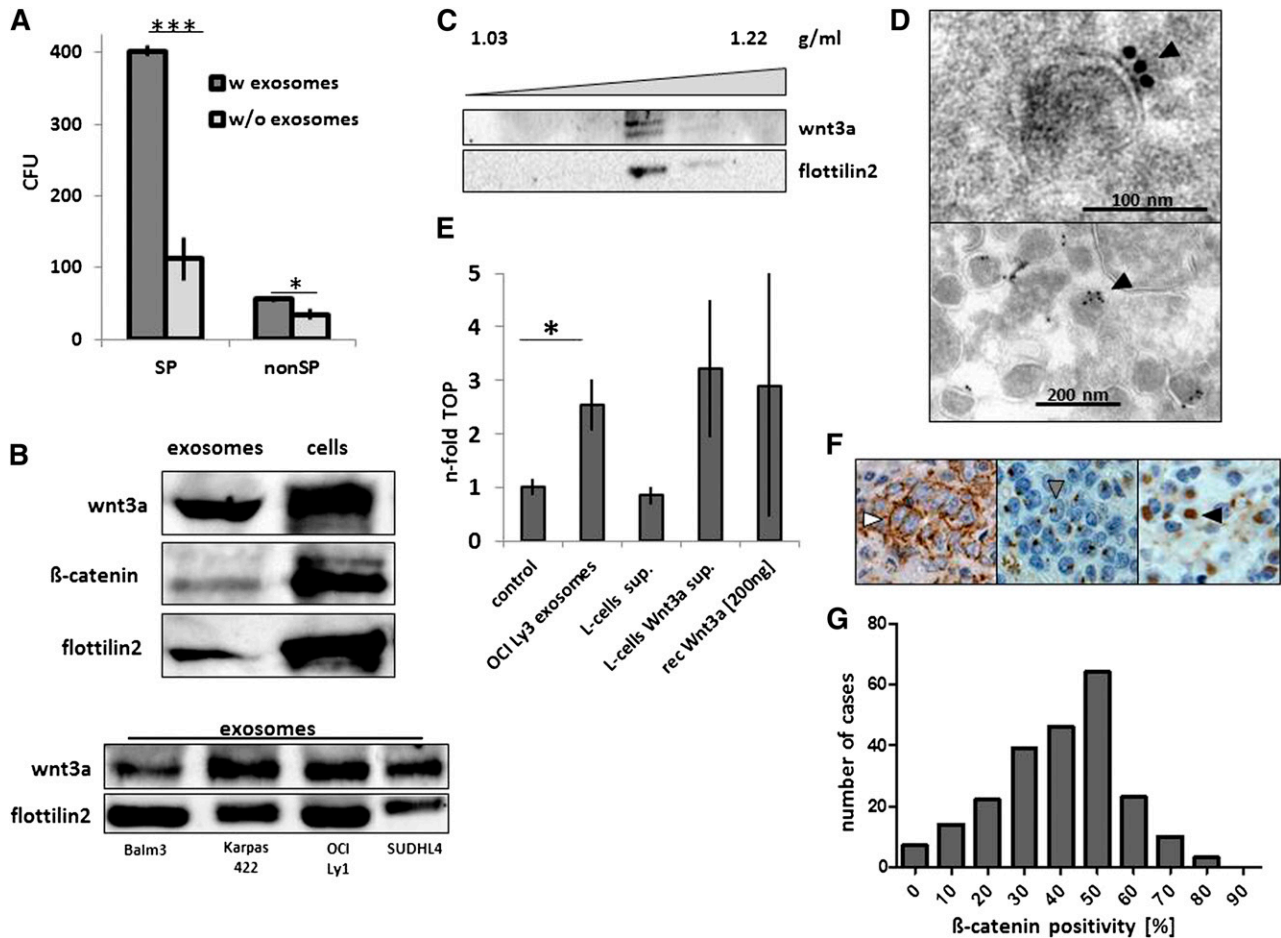 A
***
400
300
200
100
0
CFU
w exosomes
w/o exosomes
*
SP
nonSP
B
exosomes
cells
wnt3a
ß-catenin
flottilin2
exosomes
wnt3a
flottilin2
Balm3
Karpas
422
OCI
Ly1
SUDHL4
C
1.03
1.22
g/ml
wnt3a
flottilin2
D
100 nm
200 nm
E
5
4
3
2
1
0
n-fold TOP
*
control
OCI Ly3 exosomes
L-cells sup.
L-cells Wnt3a sup.
rec Wnt3a [200ng]
F
G
80
60
40
20
0
number of cases
0
10
20
30
40
50
60
70
80
90
ß-catenin positivity [%]